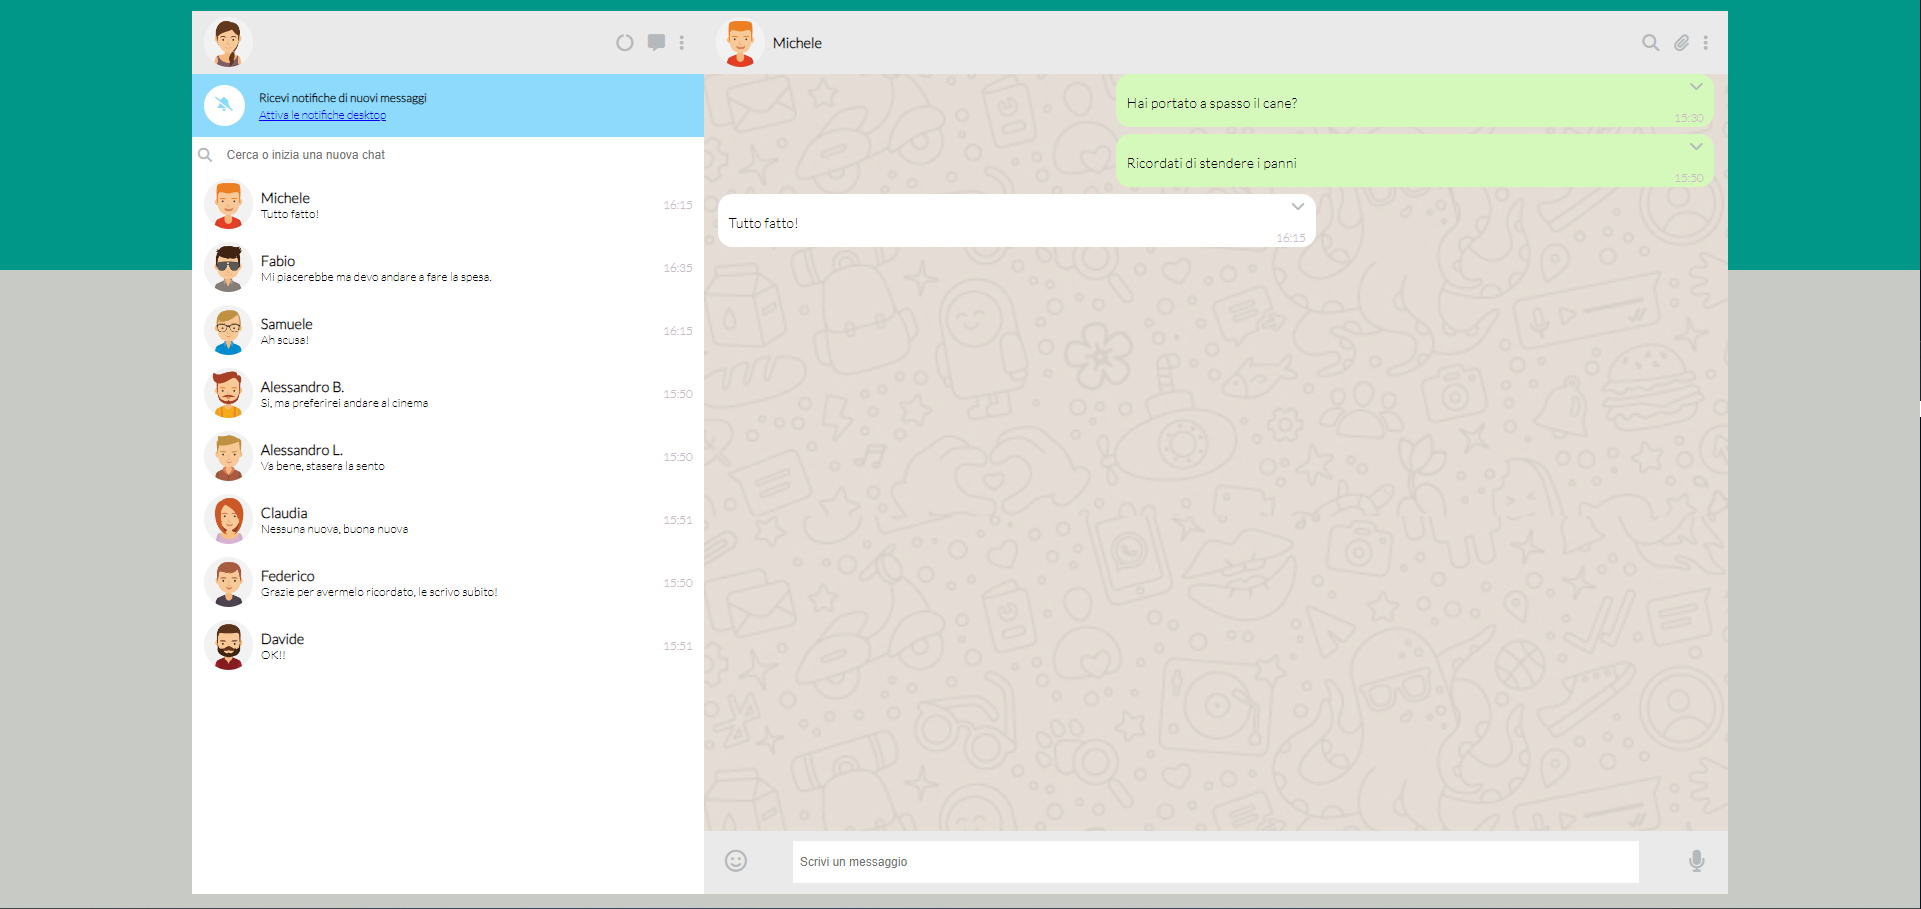 Ricevi notifiche di nuovi messaggi
Attiva le notifiche desktop
Cerca o inizia una nuova chat
Michele
Tutto fatto!
16:15
Fabio
Mi piacerebbe ma devo andare a fare la spesa.
16:35
Samuele
Ah scusa!
16:15
Alessandro B.
Si, ma preferirei andare al cinema
15:50
Alessandro L.
Va bene, stasera la sento
15:50
Claudia
Nessuna nuova, buona nuova
15:51
Federico
Grazie per avermelo ricordato, le scrivo subito!
15:50
Davide
OK!!
15:51
Michele
Hai portato a spasso il cane?
15:30
Ricordati di stendere i panni
15:50
Tutto fatto!
16:15
Scrivi un messaggio